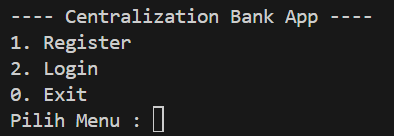 ---- Centralization Bank App ----
1. Register
2. Login
0. Exit
Pilih Menu :